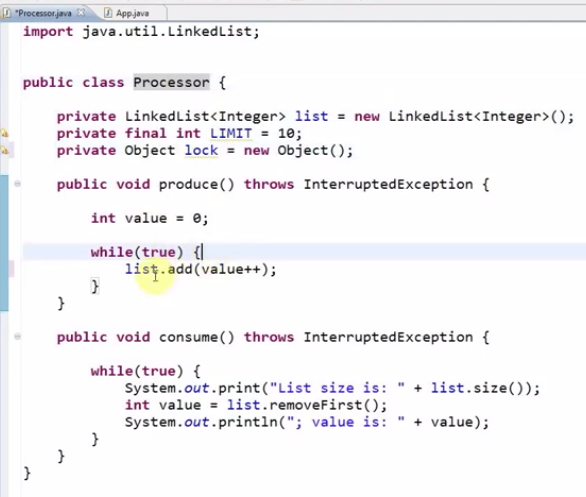 *Processor.java App.java
import java.util.LinkedList;
public class Processor {
private LinkedList<Integer> list = new LinkedList<Integer>();
private final int LIMIT = 10;
private Object lock = new Object();
public void produce() throws InterruptedException {
int value = 0;
while(true) {
list.add(value++);
}
}
public void consume() throws InterruptedException {
while(true) {
System.out.print("List size is: " + list.size());
int value = list.removeFirst();
System.out.println("; value is: " + value);
}
}
}